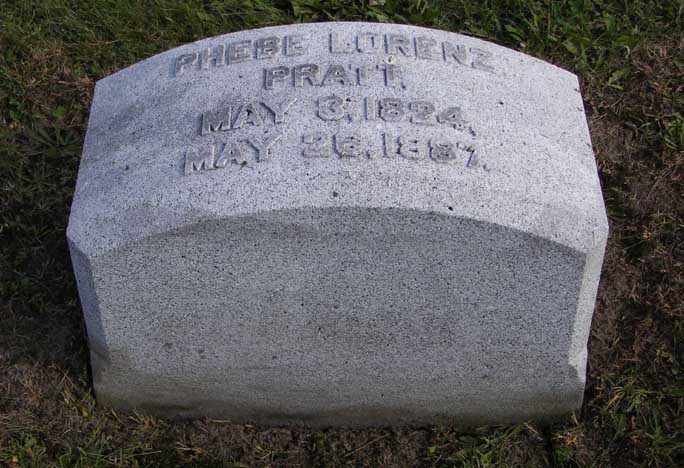 PHEBE LORENZ
PRATT.
MAY 3, 1824.
MAY 26, 1887.